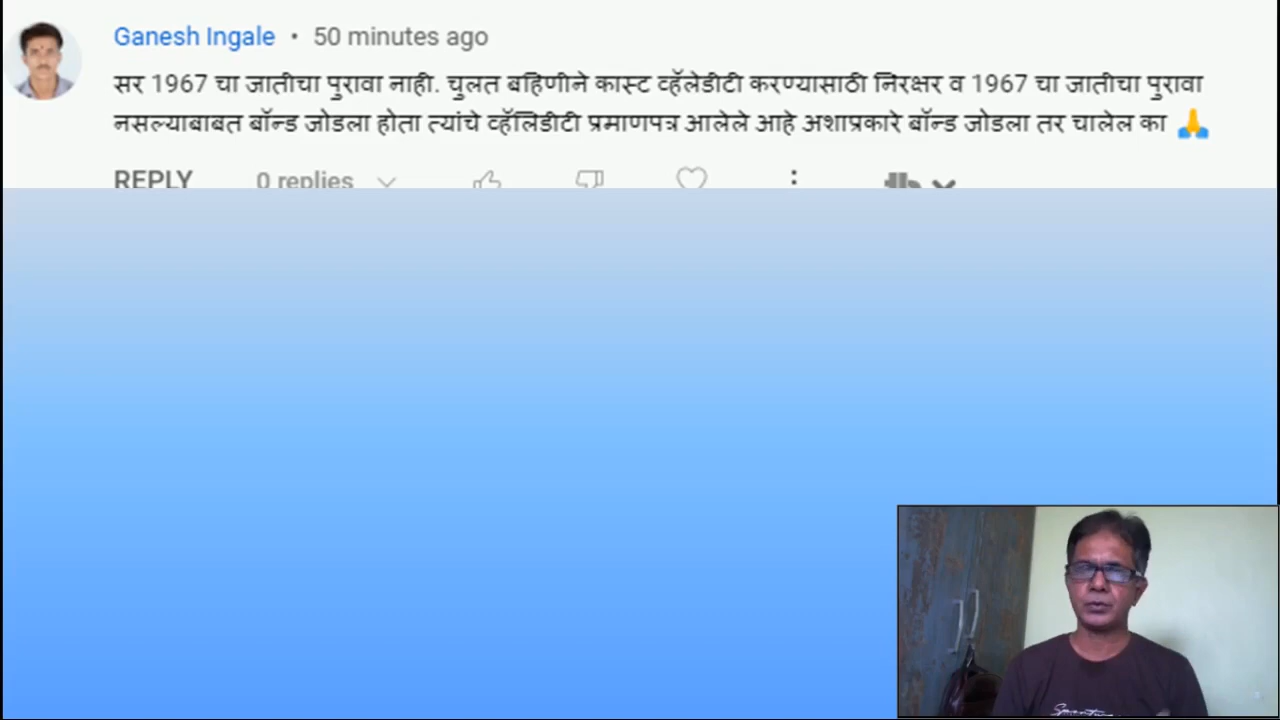 Ganesh Ingale • 50 minutes ago
सर 1967 चा जातीचा पुरावा नाही. चुलत बहिणीने कास्ट व्हॅलेडीटी करण्यासाठी निरक्षर व 1967 चा जातीचा पुरावा
नसल्याबाबत बॉन्ड जोडला होता त्यांचे व्हॅलिडीटी प्रमाणपत्र आलेले आहे अशाप्रकारे बॉन्ड जोडला तर चालेल का 🙏
REPLY 0 replies